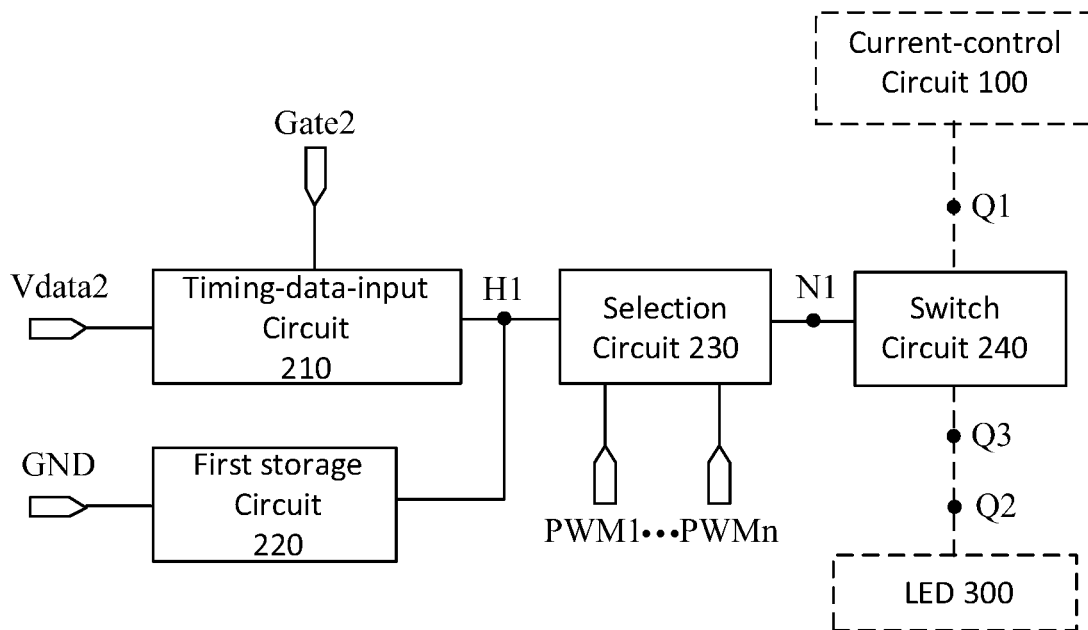 Current-control
Circuit 100
Gate2
Q1
Vdata2
Timing-data-input
Circuit
210
H1
Selection
Circuit 230
N1
Switch
Circuit 240
GND
First storage
Circuit
220
PWM1•••PWMn
Q3
Q2
LED 300